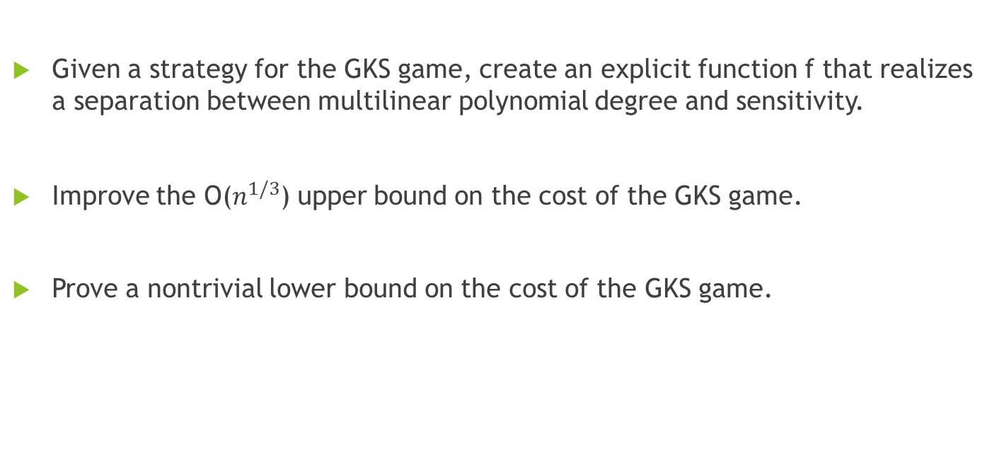 Given a strategy for the GKS game, create an explicit function f that realizes
a separation between multilinear polynomial degree and sensitivity.
Improve the O(𝑛^{1/3}) upper bound on the cost of the GKS game.
Prove a nontrivial lower bound on the cost of the GKS game.